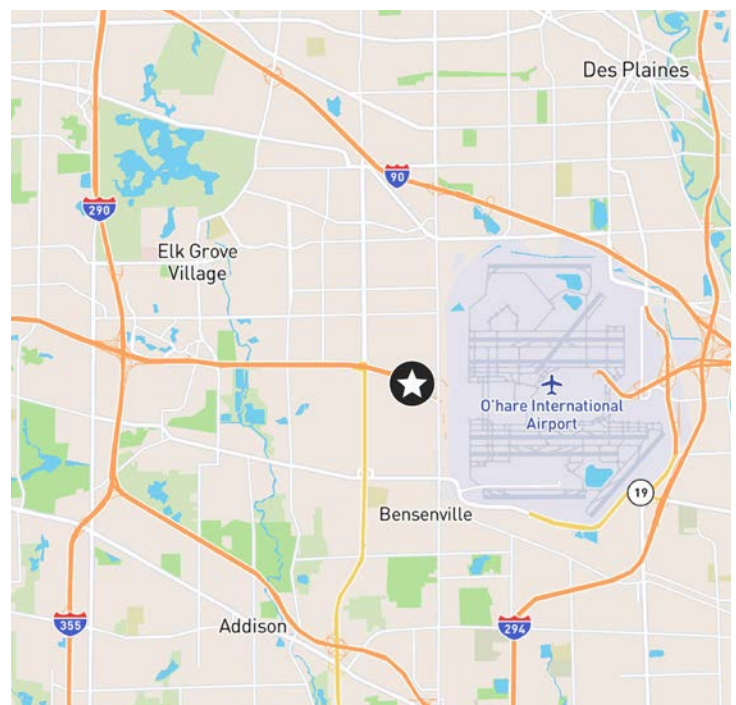 Des Plaines
90
290
Elk Grove
Village
O'hare International
Airport
19
Bensenville
355
Addison
294